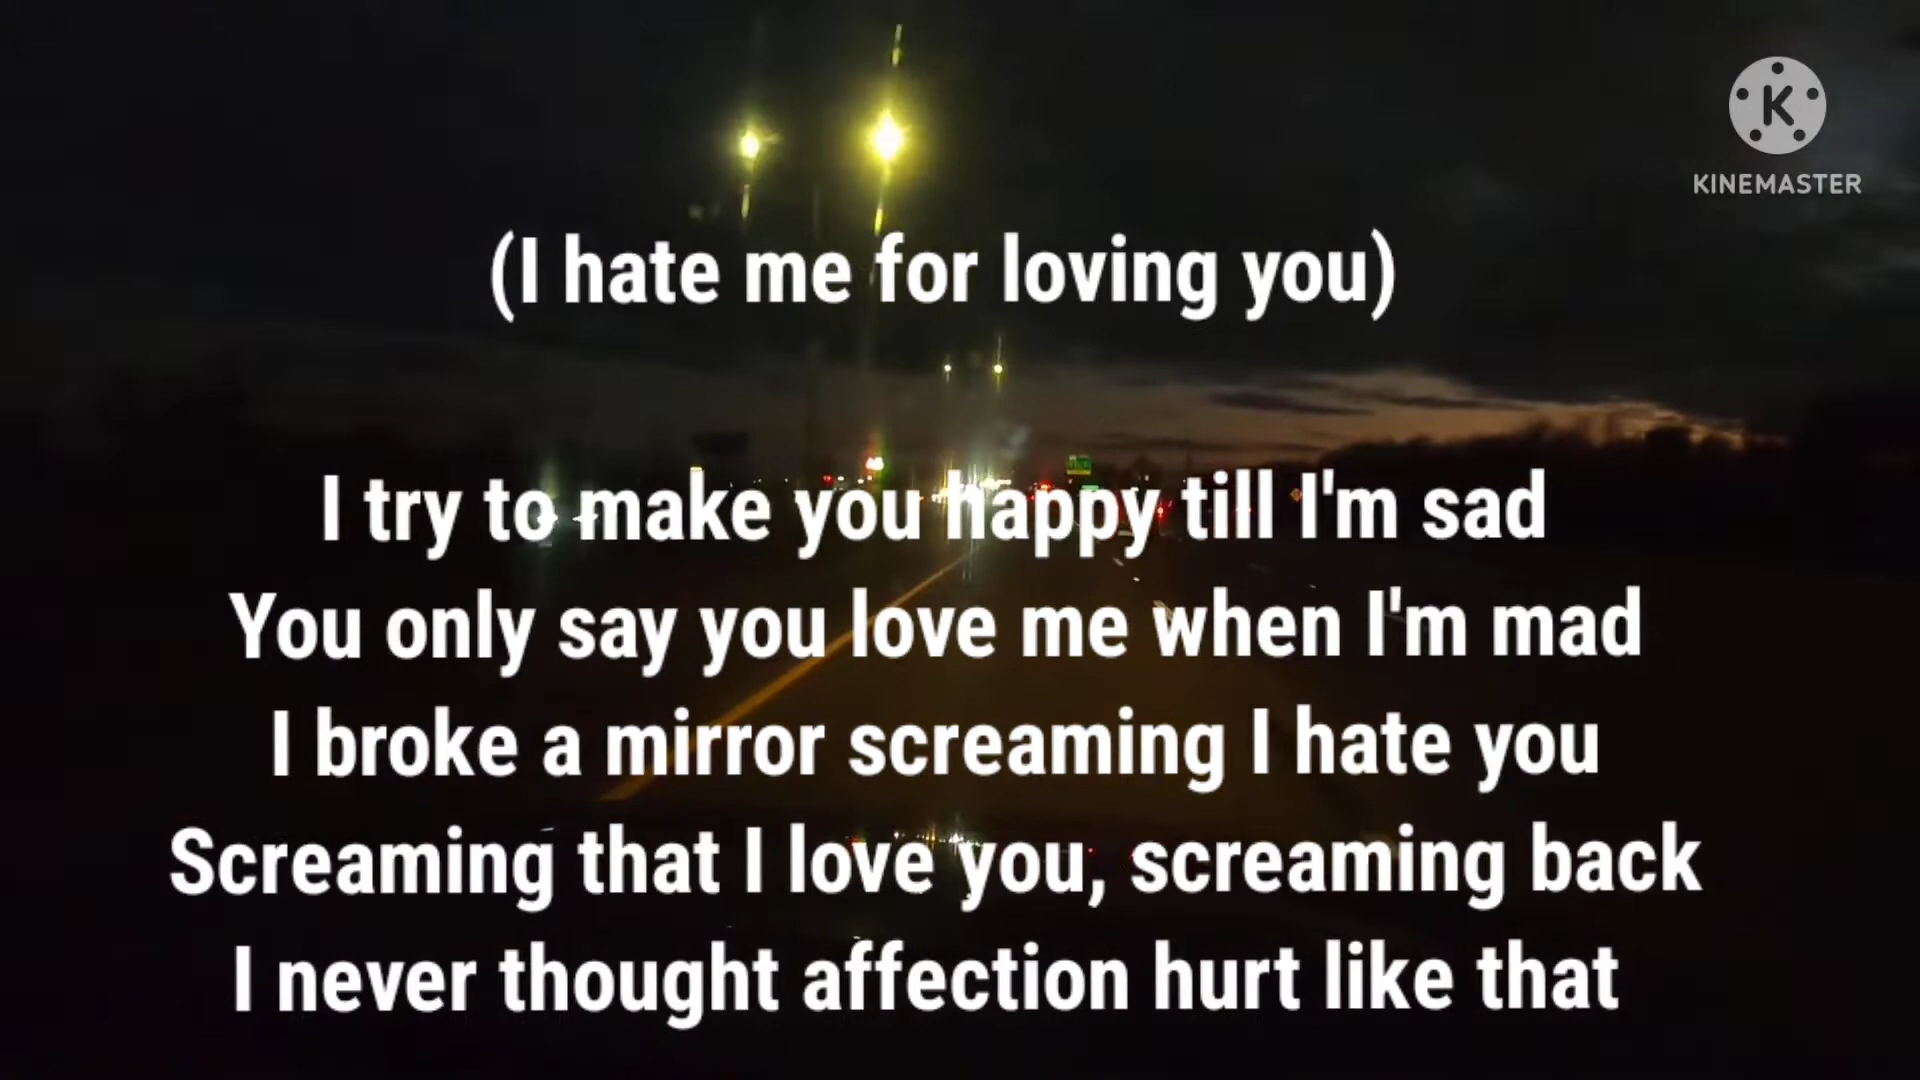 K
KINEMASTER
(I hate me for loving you)
I try to make you happy till I'm sad
You only say you love me when I'm mad
I broke a mirror screaming I hate you
Screaming that I love you, screaming back
I never thought affection hurt like that